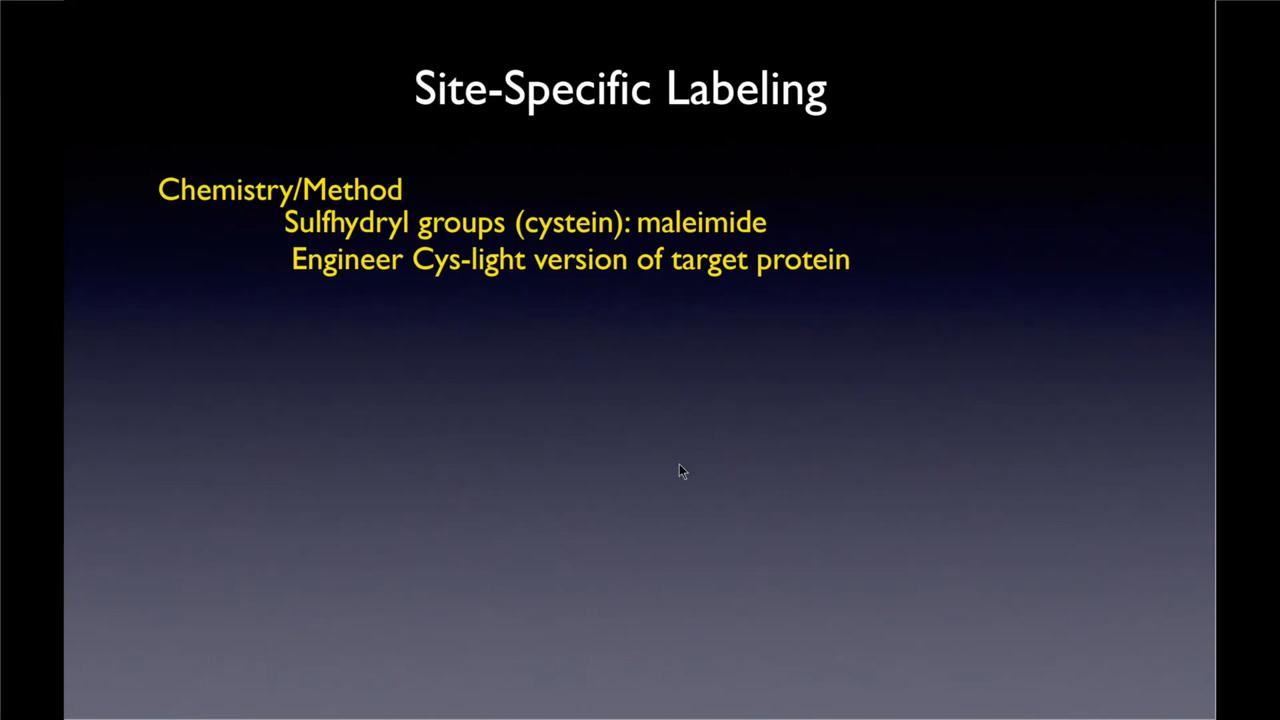 Site-Specific Labeling
Chemistry/Method
Sulfhydryl groups (cystein): maleimide
Engineer Cys-light version of target protein